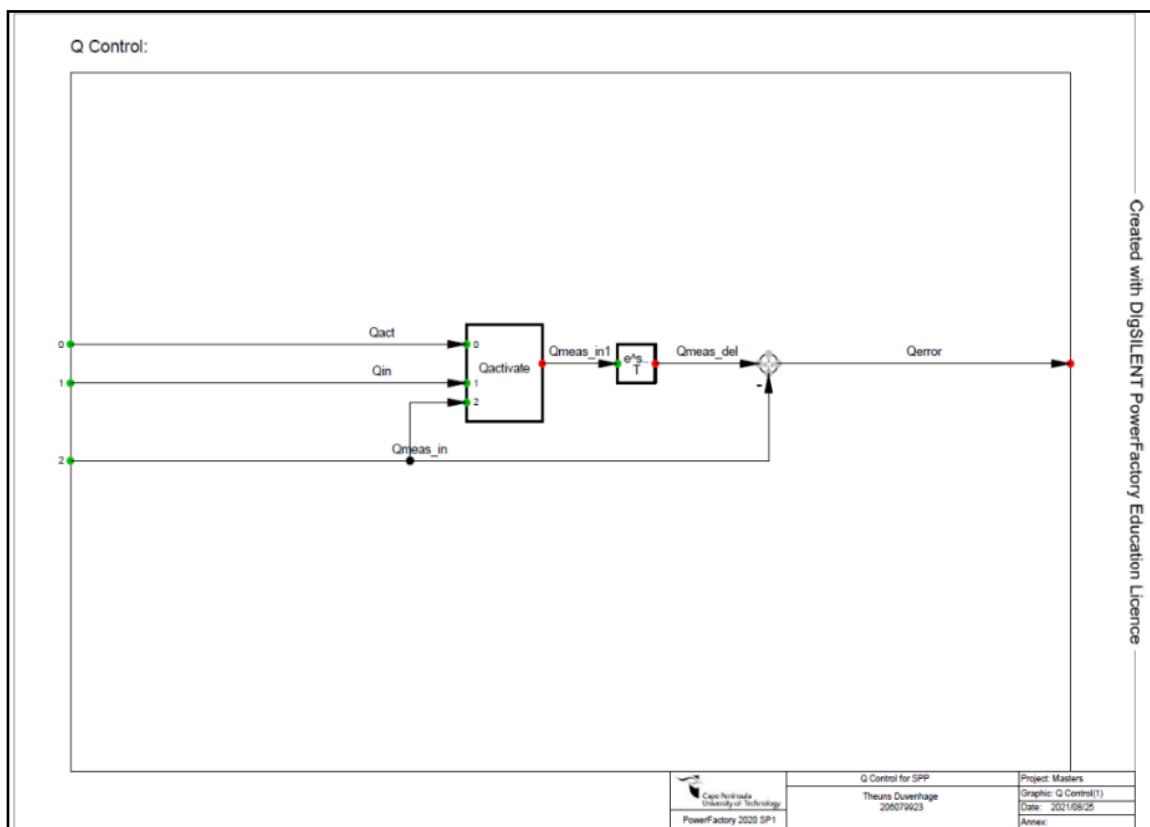 Q Control:
0
Qact
0
Qactivate
Qmeas_in1
e^s..
T
Qmeas_del
Qerror
1
Qin
1
2
-
Qmeas_in
2
Created with DIgSILENT PowerFactory Education Licence
Cape Peninsula
University of Technology
PowerFactory 2020 SP1
Q Control for SPP
Theuns Duvenhage
206079923
Project: Masters
Graphic: Q Control(1)
Date: 2021/08/25
Annex: